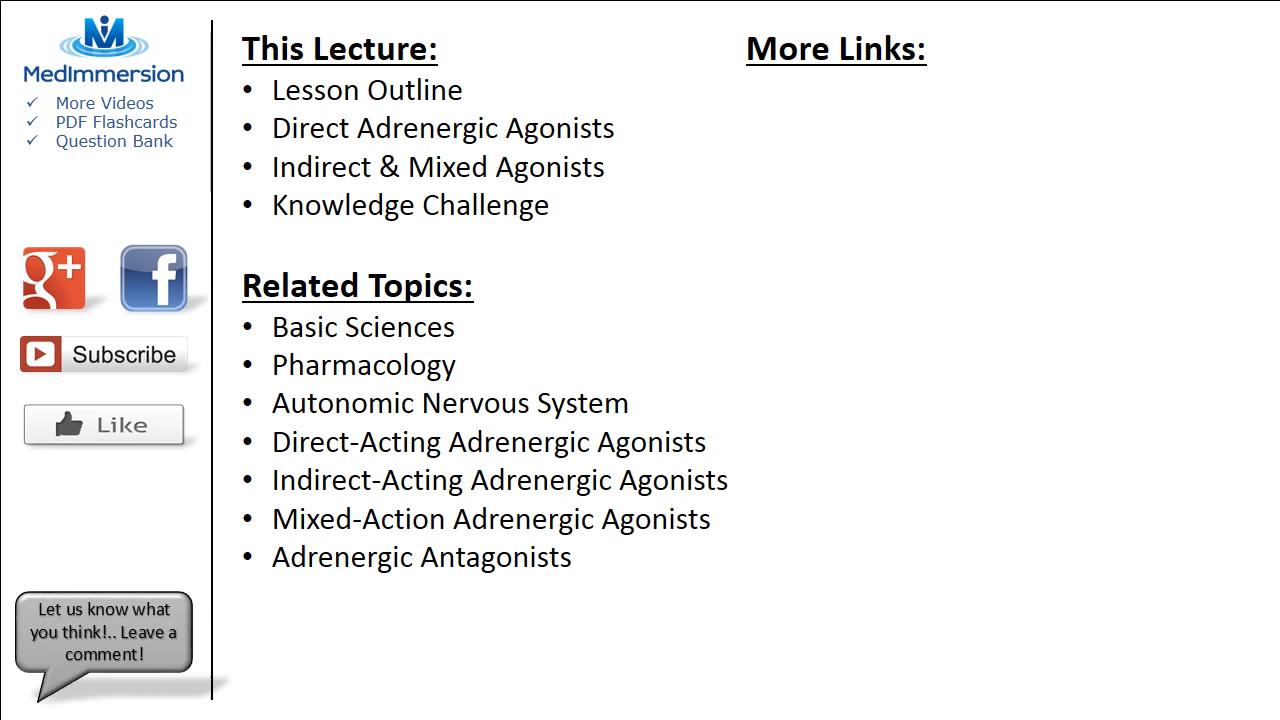 MedImmersion
✓ More Videos
✓ PDF Flashcards
✓ Question Bank
g+
f
Subscribe
Like
Let us know what
you think!.. Leave a
comment!
This Lecture:
• Lesson Outline
• Direct Adrenergic Agonists
• Indirect & Mixed Agonists
• Knowledge Challenge
Related Topics:
• Basic Sciences
• Pharmacology
• Autonomic Nervous System
• Direct-Acting Adrenergic Agonists
• Indirect-Acting Adrenergic Agonists
• Mixed-Action Adrenergic Agonists
• Adrenergic Antagonists
More Links: